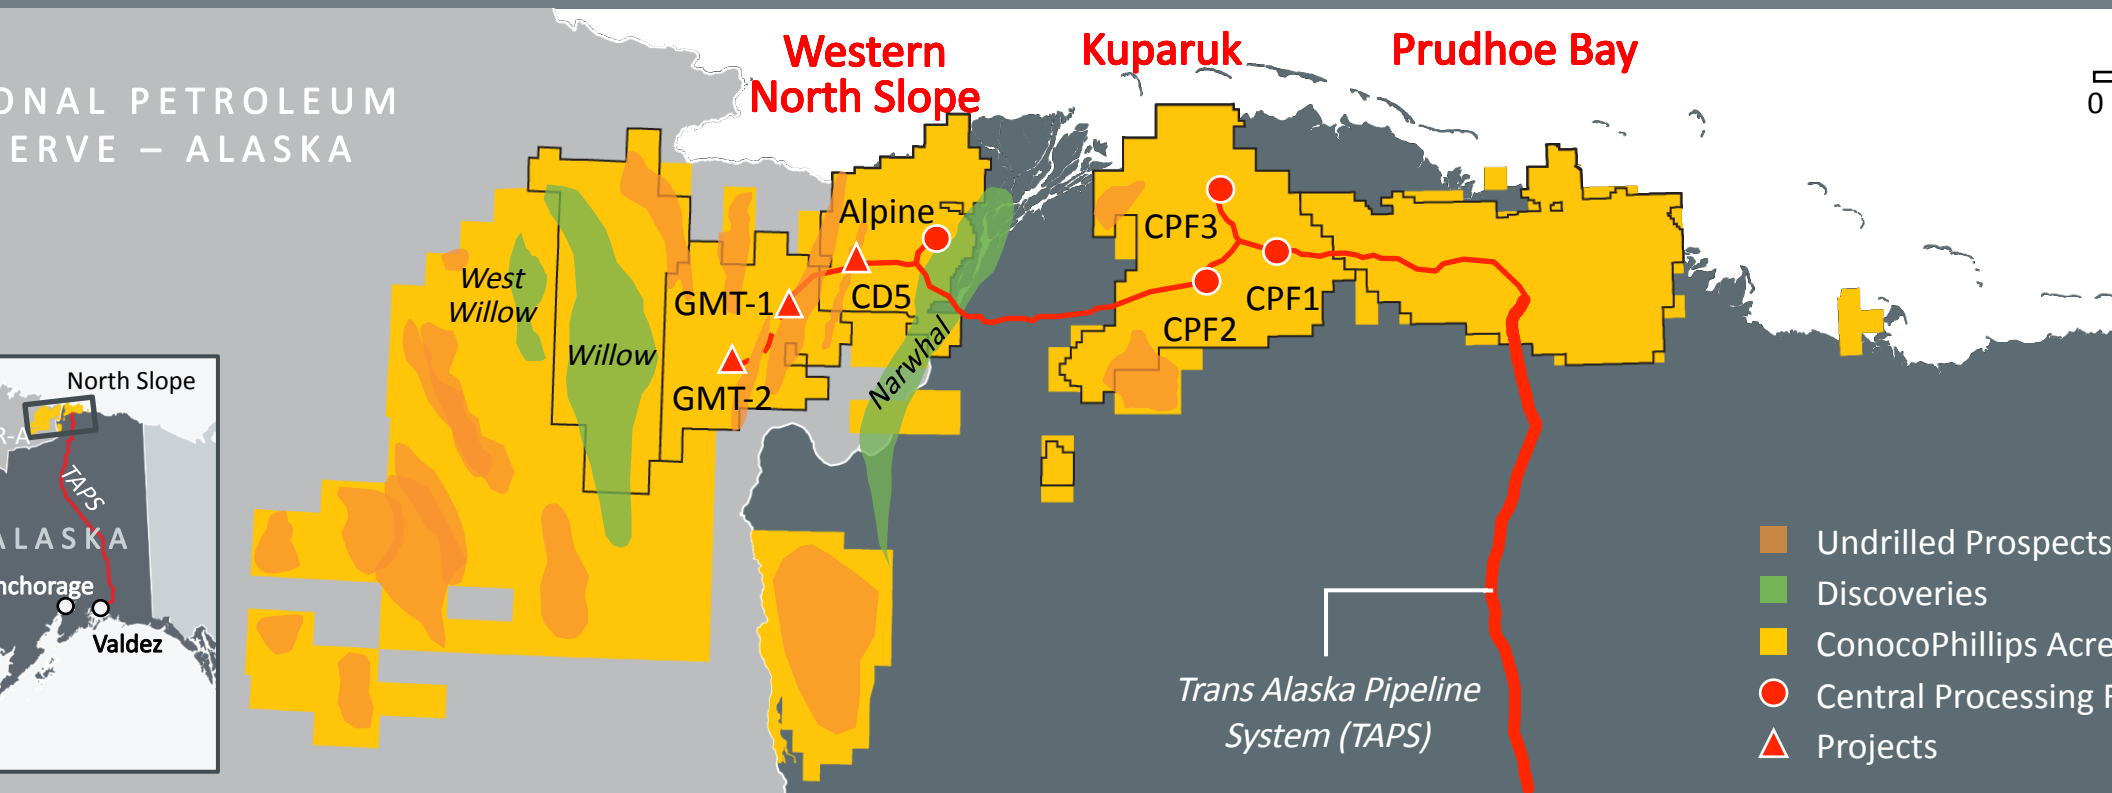 Western
North Slope
Kuparuk
Prudhoe Bay
ONAL PETROLEUM
ERVE – ALASKA
0
Alpine
CPF3
West
Willow
GMT-1
CD5
CPF1
CPF2
Willow
Narwhal
GMT-2
North Slope
R-A
TAPS
ALASKA
nchorage
Valdez
Trans Alaska Pipeline
System (TAPS)
Undrilled Prospects
Discoveries
ConocoPhillips Acre
Central Processing F
Projects